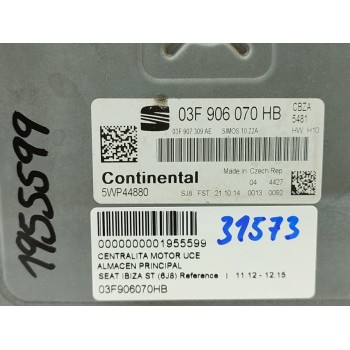 1955599
03F 906 070 HB
CBZA
5481
03F 907 309 AE SIMOS 10.22A HW: H10
Continental
5WP44880
Made in Czech Rep
04 4427
SJ8 FST 21.10.14 0013 0092
31573
0000000001955599
CENTRALITA MOTOR UCE
ALMACEN PRINCIPAL
SEAT IBIZA ST (6J8) Reference | 11.12 - 12.15
03F906070HB